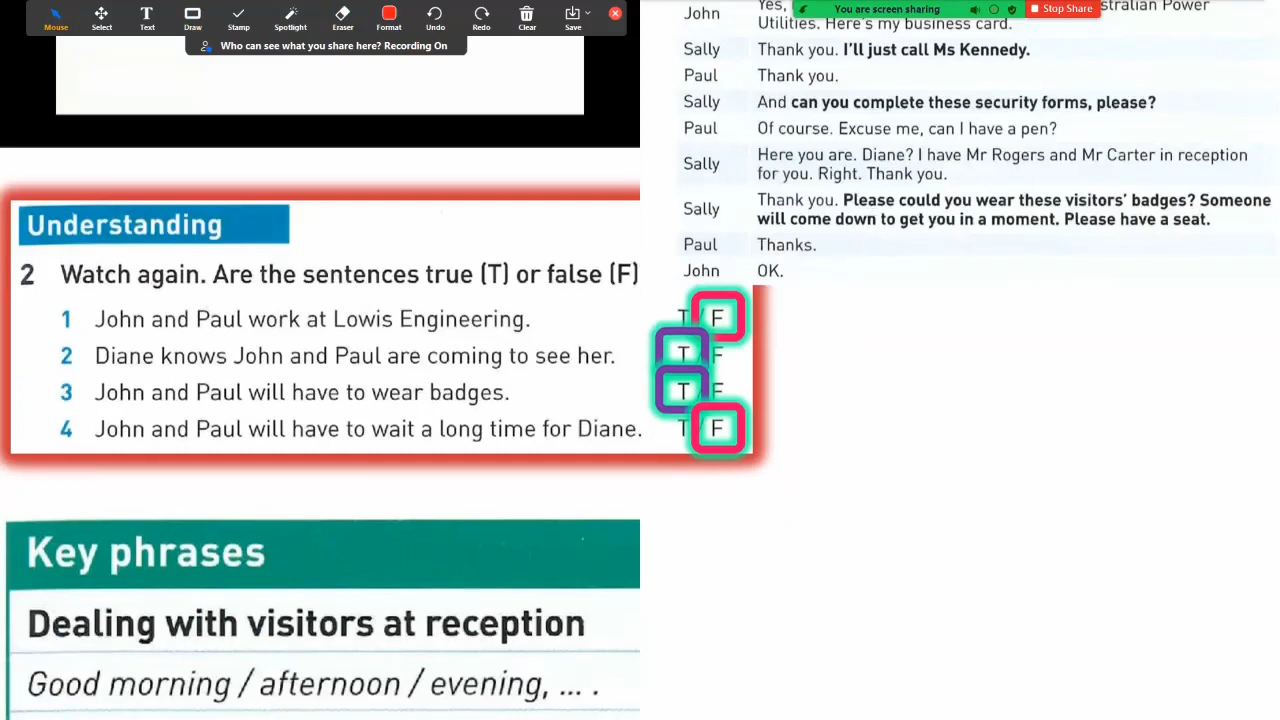 Mouse Select Text Draw Stamp Spotlight Eraser Format Undo Redo Clear Save
Who can see what you share here? Recording On
You are screen sharing Stop Share
John Yes, stralian Power
Utilities. Here's my business card.
Sally Thank you. I'll just call Ms Kennedy.
Paul Thank you.
Sally And can you complete these security forms, please?
Paul Of course. Excuse me, can I have a pen?
Sally Here you are. Diane? I have Mr Rogers and Mr Carter in reception
for you. Right. Thank you.
Sally Thank you. Please could you wear these visitors' badges? Someone
will come down to get you in a moment. Please have a seat.
Paul Thanks.
John OK.
Understanding
2 Watch again. Are the sentences true (T) or false (F)
1 John and Paul work at Lowis Engineering. T / F
2 Diane knows John and Paul are coming to see her. T / F
3 John and Paul will have to wear badges. T / F
4 John and Paul will have to wait a long time for Diane. T / F
Key phrases
Dealing with visitors at reception
Good morning / afternoon / evening, ... .